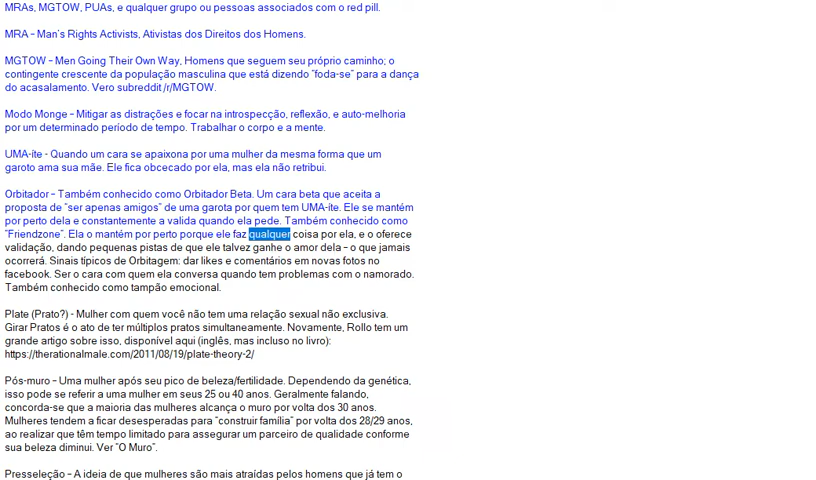 MRAs, MGTOW, PUAs, e qualquer grupo ou pessoas associados com o red pill.
MRA – Man's Rights Activists, Ativistas dos Direitos dos Homens.
MGTOW – Men Going Their Own Way, Homens que seguem seu próprio caminho; o
contingente crescente da população masculina que está dizendo "foda-se" para a dança
do acasalamento. Vero subreddit /r/MGTOW.
Modo Monge – Mitigar as distrações e focar na introspecção, reflexão, e auto-melhoria
por um determinado período de tempo. Trabalhar o corpo e a mente.
UMA-íte - Quando um cara se apaixona por uma mulher da mesma forma que um
garoto ama sua mãe. Ele fica obcecado por ela, mas ela não retribui.
Orbitador – Também conhecido como Orbitador Beta. Um cara beta que aceita a
proposta de "ser apenas amigos" de uma garota por quem tem UMA-íte. Ele se mantém
por perto dela e constantemente a valida quando ela pede. Também conhecido como
"Friendzone". Ela o mantém por perto porque ele faz qualquer coisa por ela, e o oferece
validação, dando pequenas pistas de que ele talvez ganhe o amor dela – o que jamais
ocorrerá. Sinais típicos de Orbitagem: dar likes e comentários em novas fotos no
facebook. Ser o cara com quem ela conversa quando tem problemas com o namorado.
Também conhecido como tampão emocional.
Plate (Prato?) - Mulher com quem você não tem uma relação sexual não exclusiva.
Girar Pratos é o ato de ter múltiplos pratos simultaneamente. Novamente, Rollo tem um
grande artigo sobre isso, disponível aqui (inglês, mas incluso no livro):
https://therationalmale.com/2011/08/19/plate-theory-2/
Pós-muro – Uma mulher após seu pico de beleza/fertilidade. Dependendo da genética,
isso pode se referir a uma mulher em seus 25 ou 40 anos. Geralmente falando,
concorda-se que a maioria das mulheres alcança o muro por volta dos 30 anos.
Mulheres tendem a ficar desesperadas para "construir família" por volta dos 28/29 anos,
ao realizar que têm tempo limitado para assegurar um parceiro de qualidade conforme
sua beleza diminui. Ver "O Muro".
Presseleção – A ideia de que mulheres são mais atraídas pelos homens que já tem o